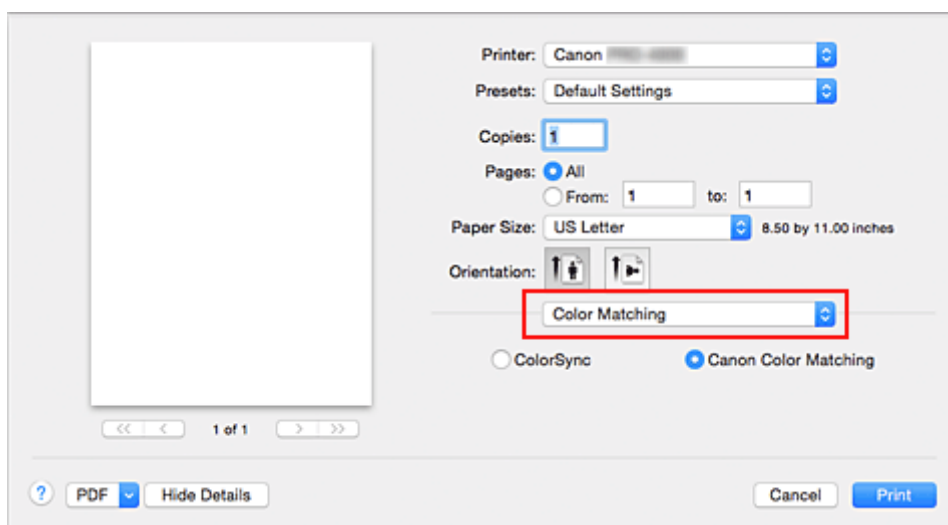 Printer: Canon
Presets: Default Settings
Copies: 1
Pages: All
From: 1 to: 1
Paper Size: US Letter 8.50 by 11.00 inches
Orientation:
Color Matching
ColorSync Canon Color Matching
<< < 1 of 1 > >>
? PDF Hide Details Cancel Print